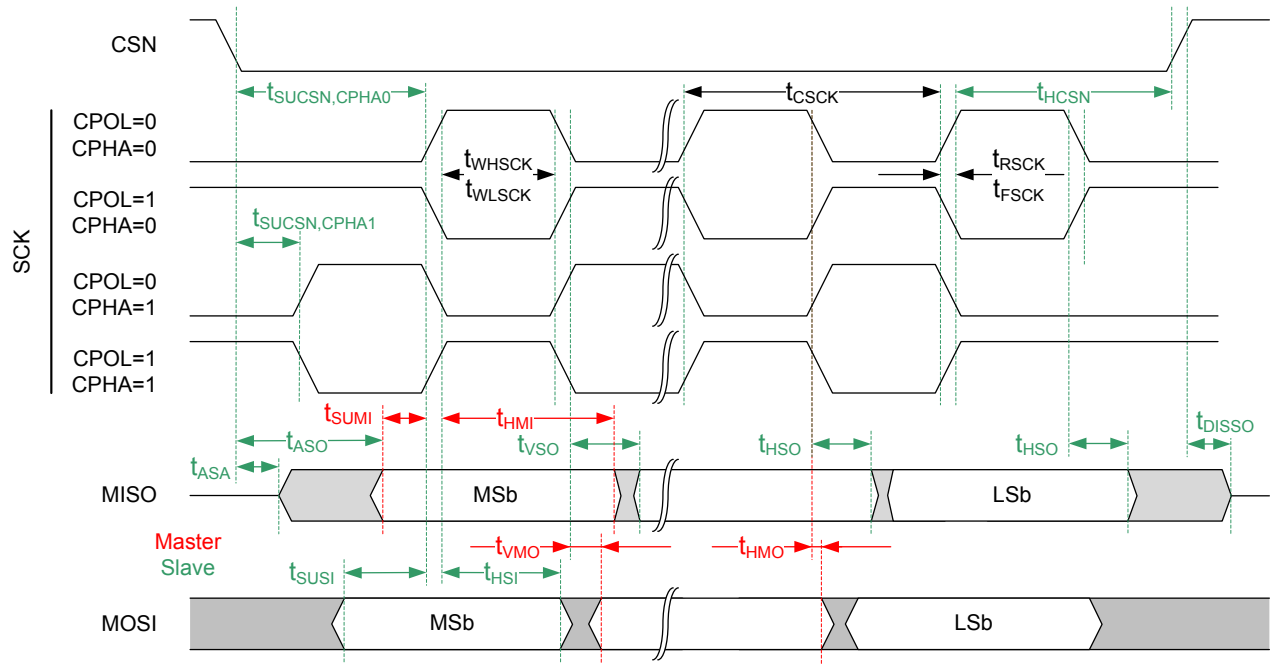 CSN
tSUCSN,CPHA0
tCSCK
tHCSN
SCK
CPOL=0
CPHA=0
tWHSCK
tWLSCK
tRSCK
tFSCK
CPOL=1
CPHA=0
tSUCSN,CPHA1
CPOL=0
CPHA=1
CPOL=1
CPHA=1
tSUMI
tHMI
tASO
tVSO
tHSO
tHSO
tDISSO
tASA
MISO
MSb
LSb
Master
Slave
tVMO
tHMO
tSUSI
tHSI
MOSI
MSb
LSb